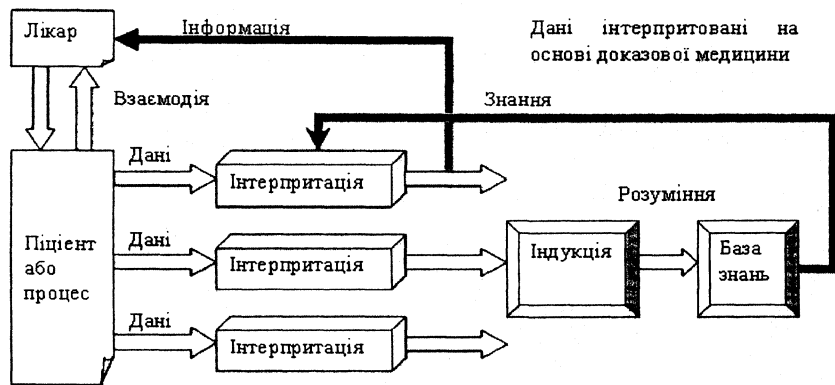 Лікар
Інформація
Дані інтерпритовані на
основі доказової медицини
Взаємодія
Знання
Дані
Інтерпритація
Розуміння
Піціент
або
процес
Дані
Інтерпритація
Індукція
База
знань
Дані
Інтерпритація